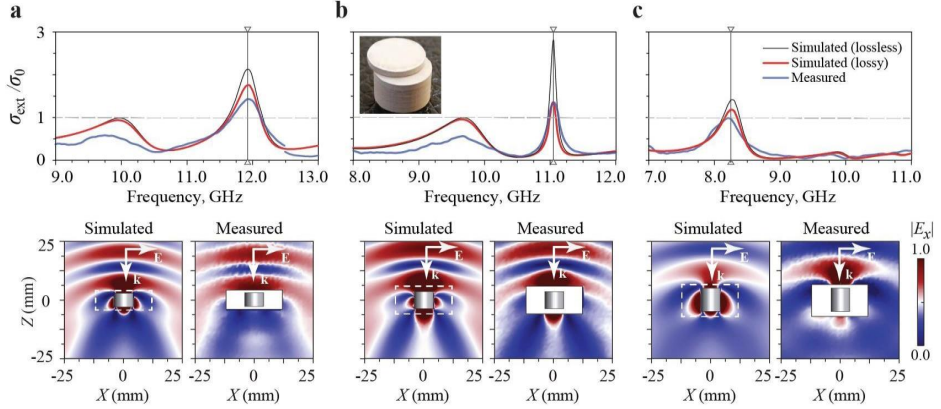 a
b
c
σext /σ0
3
2
1
0
9.0 10.0 11.0 12.0 13.0
Frequency, GHz
8.0 9.0 10.0 11.0 12.0
Frequency, GHz
Simulated (lossless)
Simulated (lossy)
Measured
7.0 8.0 9.0 10.0 11.0
Frequency, GHz
Simulated Measured
Simulated Measured
Simulated Measured
|Ex|
1.0
0.0
Z (mm)
25
0
-25
E
k
E
k
E
k
E
k
E
k
E
k
-25 0 25 -25 0 25
X (mm) X (mm)
-25 0 25 -25 0 25
X (mm) X (mm)
-25 0 25 -25 0 25
X (mm) X (mm)